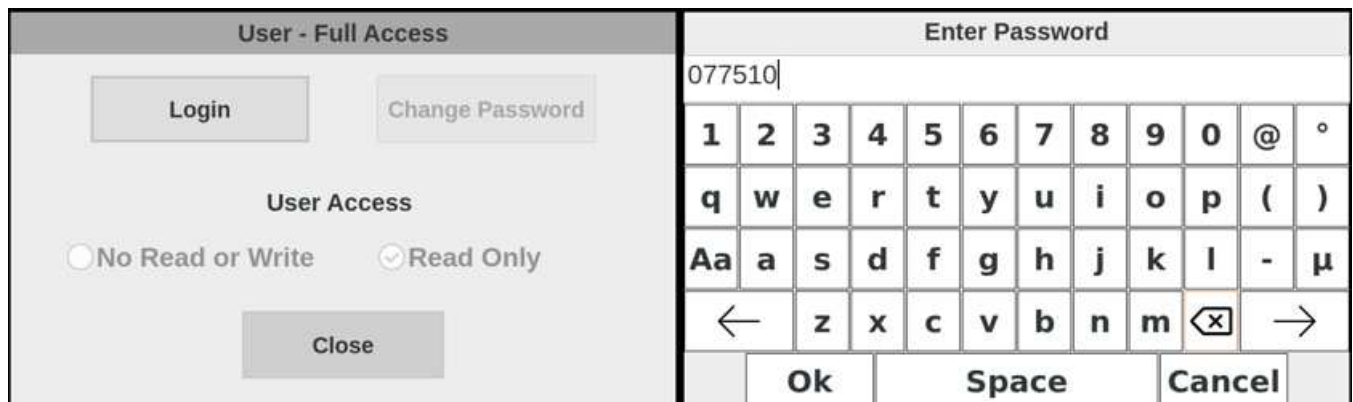 User - Full Access
Login
Change Password
User Access
No Read or Write
Read Only
Close
Enter Password
077510
1 2 3 4 5 6 7 8 9 0 @ °
q w e r t y u i o p ( )
Aa a s d f g h j k l - µ
← z x c v b n m →
Ok Space Cancel